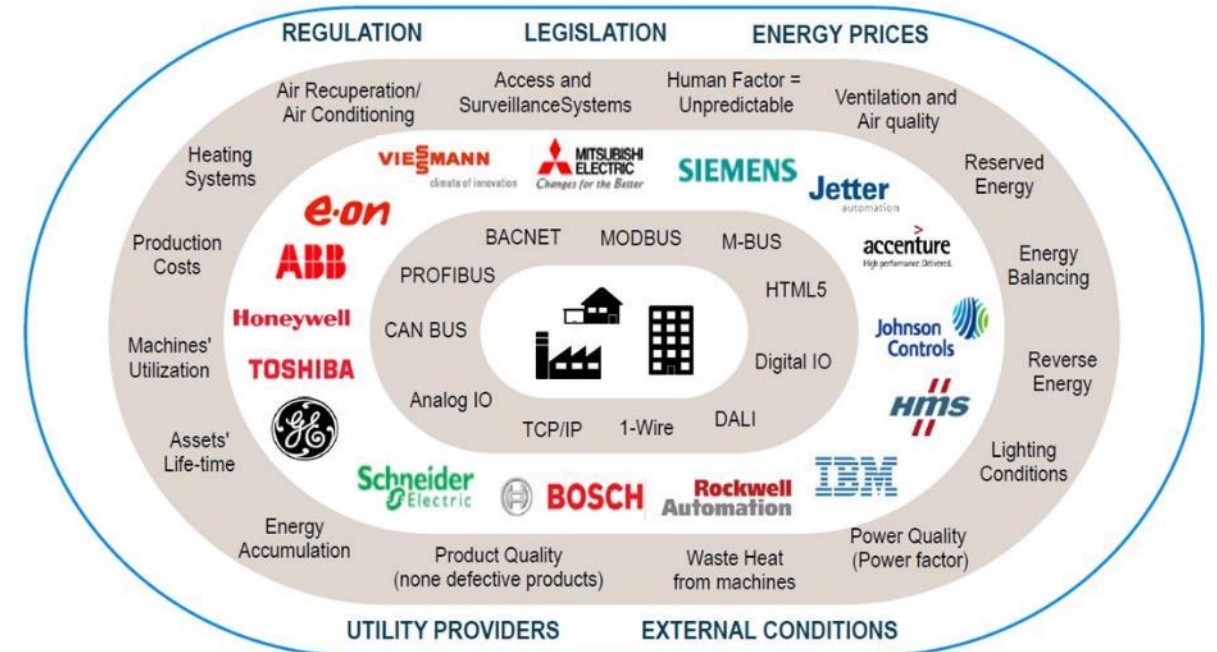 REGULATION
LEGISLATION
ENERGY PRICES
Air Recuperation/
Air Conditioning
Access and
SurveillanceSystems
Human Factor =
Unpredictable
Ventilation and
Air quality
Heating
Systems
Reserved
Energy
Production
Costs
Energy
Balancing
Machines'
Utilization
Reverse
Energy
Assets'
Life-time
Lighting
Conditions
Energy
Accumulation
Product Quality
(none defective products)
Waste Heat
from machines
Power Quality
(Power factor)
VIESSMANN
climate of innovation
MITSUBISHI
ELECTRIC
Changes for the Better
SIEMENS
Jetter
automation
e·on
accenture
High performance. Delivered.
ABB
Honeywell
Johnson
Controls
TOSHIBA
HMS
GE
Schneider
Electric
BOSCH
Rockwell
Automation
IBM
BACNET
MODBUS
M-BUS
PROFIBUS
HTML5
CAN BUS
Digital IO
Analog IO
TCP/IP
1-Wire
DALI
UTILITY PROVIDERS
EXTERNAL CONDITIONS